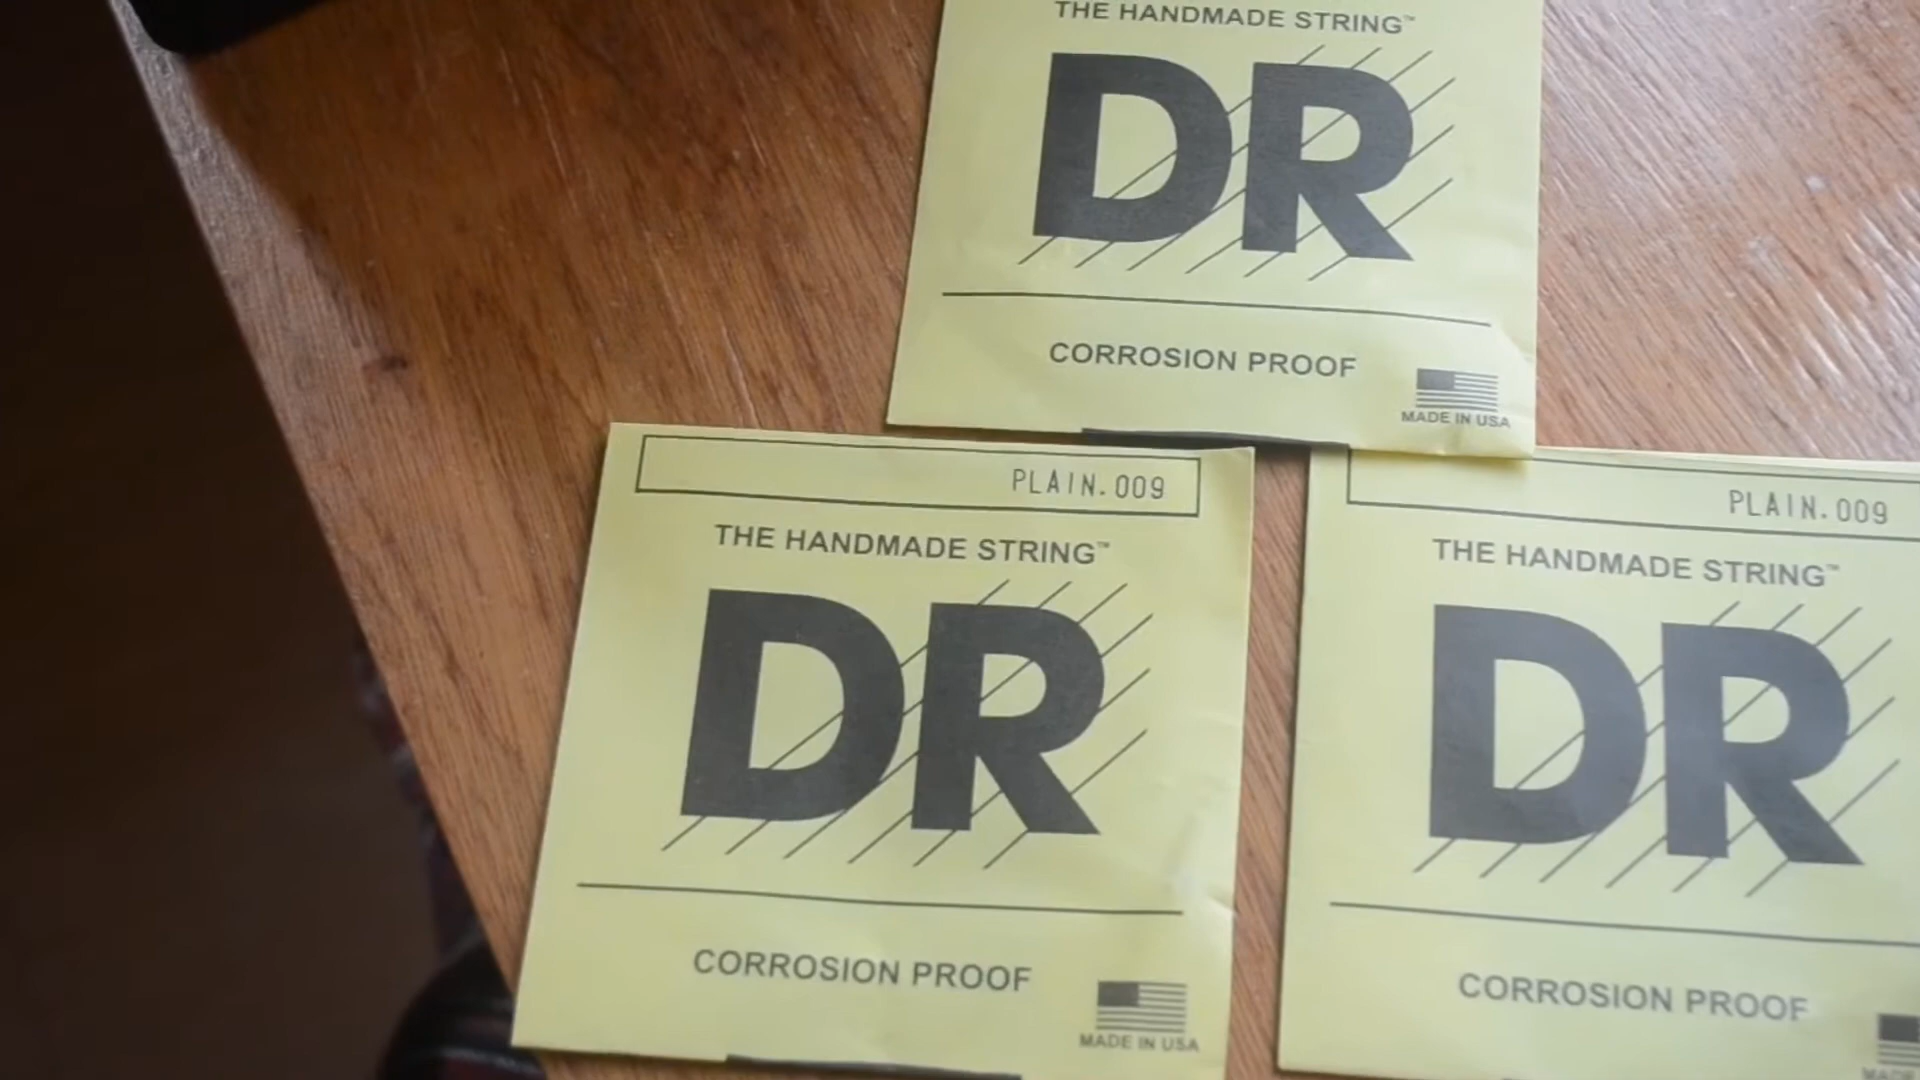 THE HANDMADE STRING™
DR
CORROSION PROOF
MADE IN USA
PLAIN.009
THE HANDMADE STRING™
DR
CORROSION PROOF
MADE IN USA
PLAIN.009
THE HANDMADE STRING™
DR
CORROSION PROOF
MADE